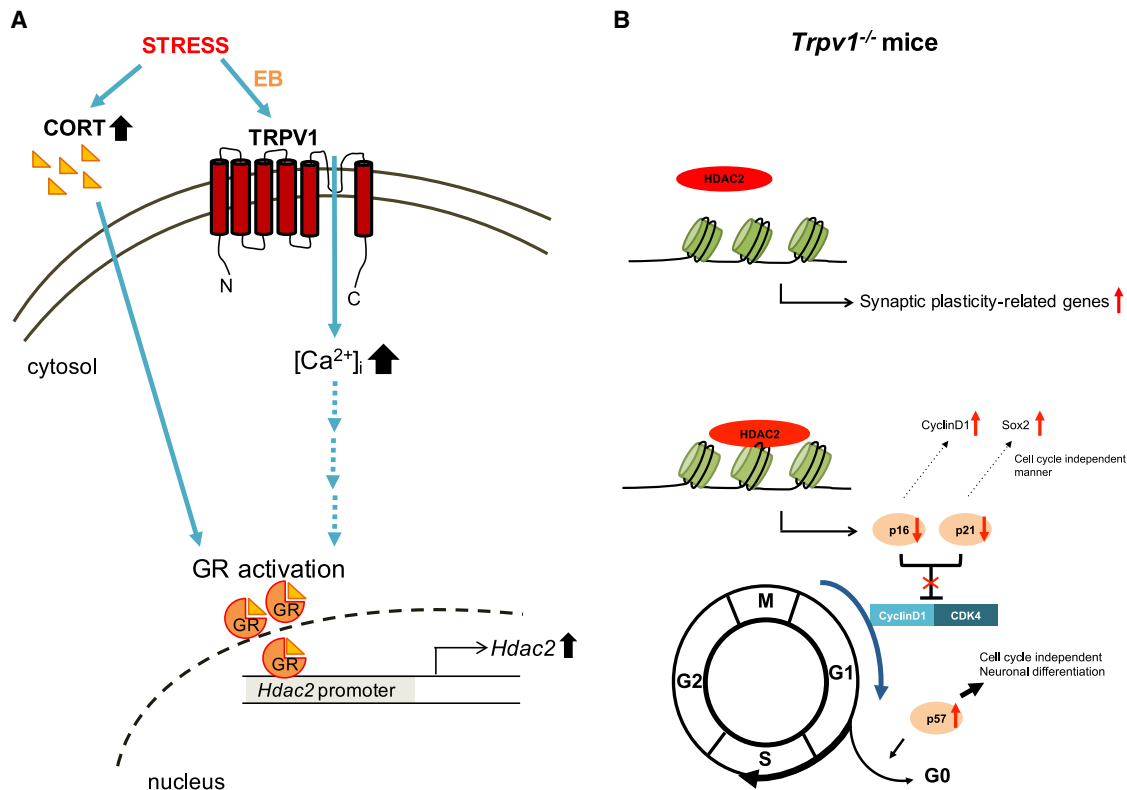 A
STRESS
EB
CORT
TRPV1
N
C
cytosol
[Ca²⁺]ᵢ
GR activation
GR
GR
GR
Hdac2
Hdac2 promoter
nucleus
B
Trpv1⁻/⁻ mice
HDAC2
Synaptic plasticity-related genes
HDAC2
CyclinD1
Sox2
Cell cycle independent
manner
p16
p21
CyclinD1
CDK4
M
G2
G1
S
Cell cycle independent
Neuronal differentiation
p57
G0